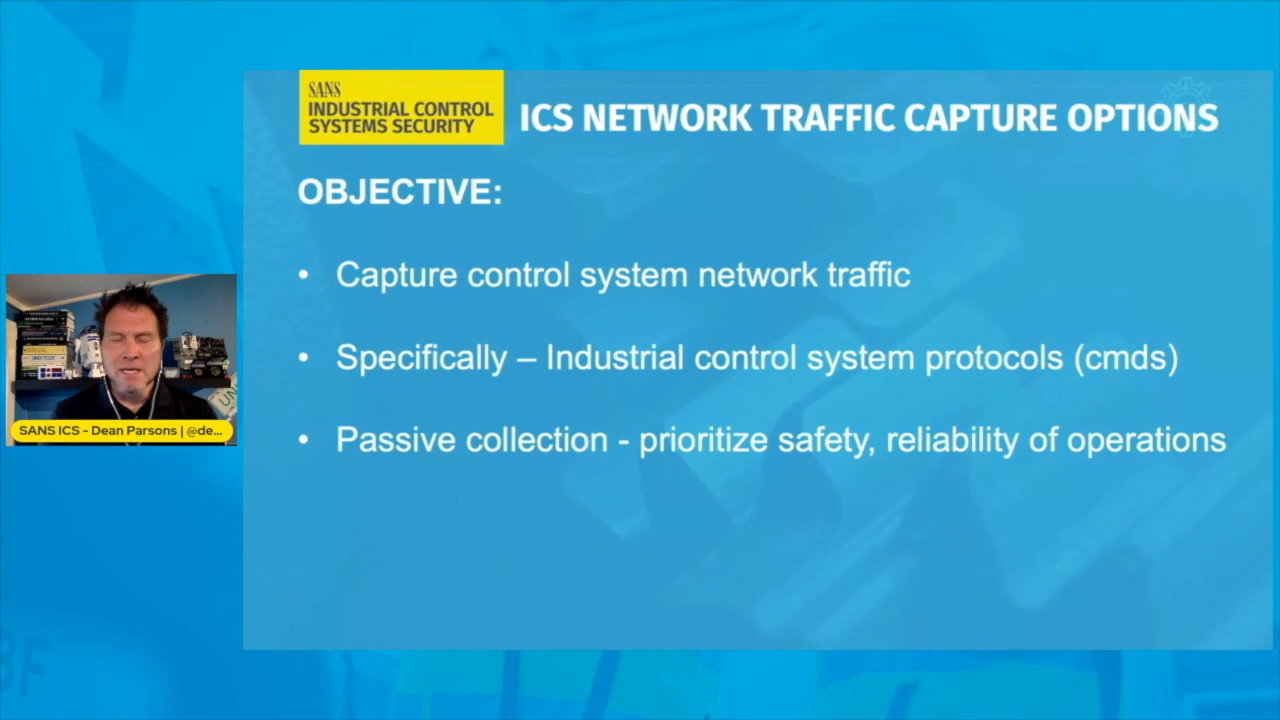 SANS
INDUSTRIAL CONTROL
SYSTEMS SECURITY
ICS NETWORK TRAFFIC CAPTURE OPTIONS
OBJECTIVE:
• Capture control system network traffic
• Specifically – Industrial control system protocols (cmds)
• Passive collection - prioritize safety, reliability of operations
SANS ICS - Dean Parsons | @de...